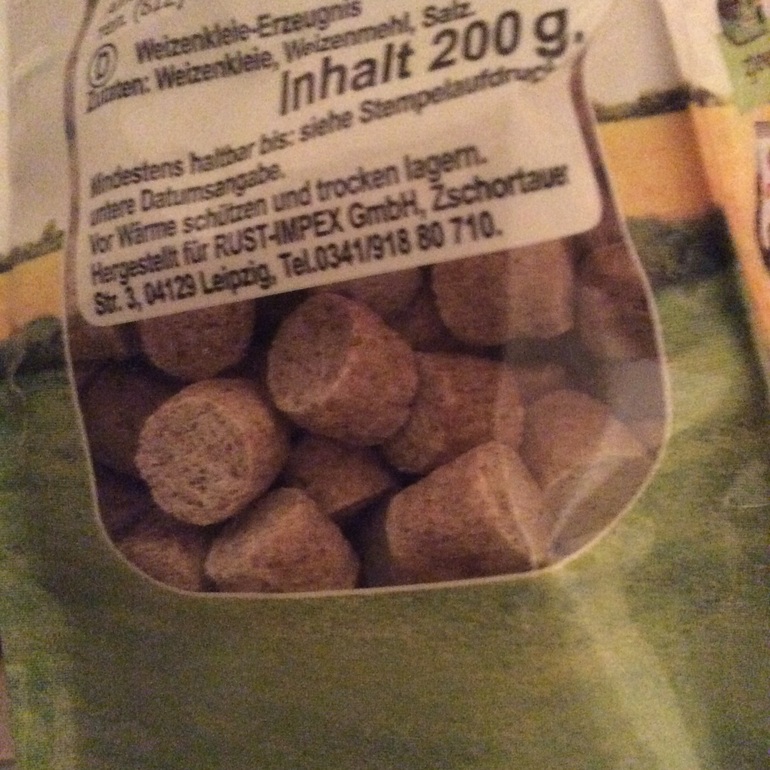 (812)
D Weizenkleie-Erzeugnis
Zutaten: Weizenkleie, Weizenmehl, Salz
Inhalt 200 g.
Mindestens haltbar bis: siehe Stempelaufdruck
untere Datumsangabe.
Vor Wärme schützen und trocken lagern.
Hergestellt für RUST-IMPEX GmbH, Zschortauer
Str. 3, 04129 Leipzig, Tel.0341/918 80 710.